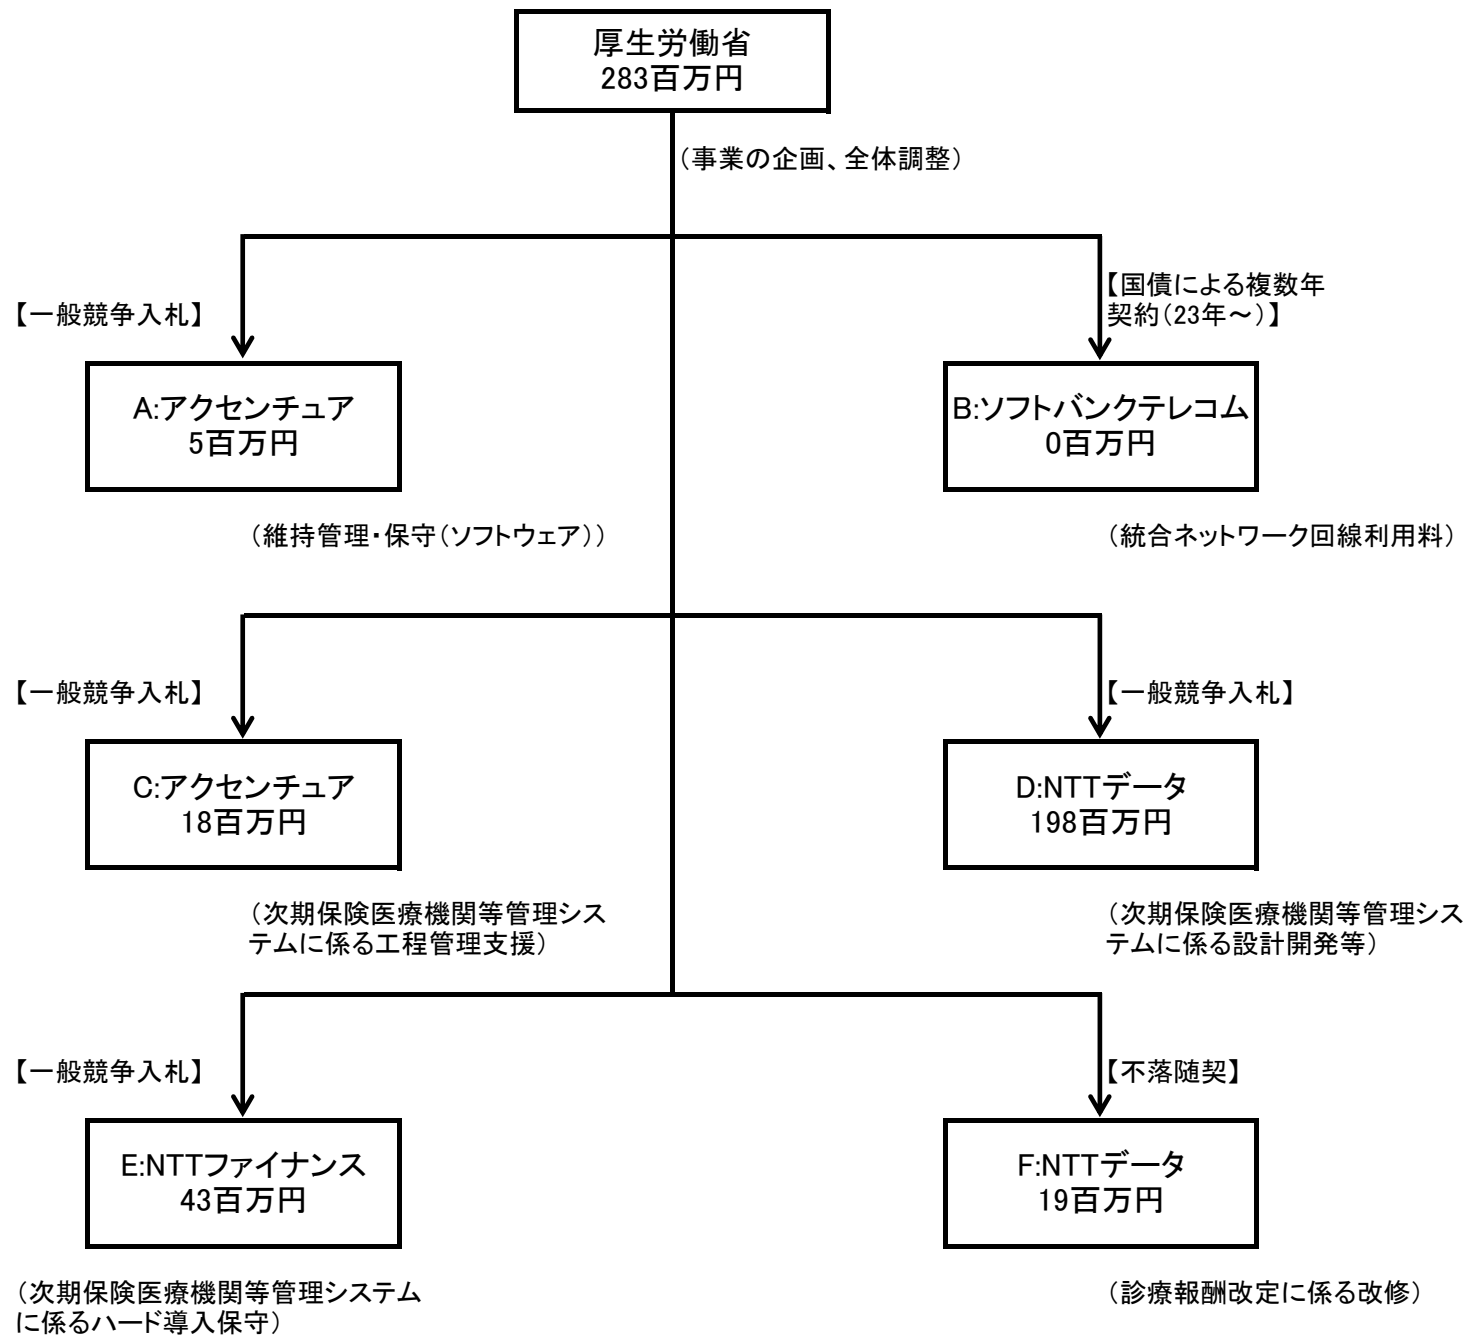 厚生労働省
283百万円
（事業の企画、全体調整）
【一般競争入札】
【国債による複数年
契約（23年～）】
A:アクセンチュア
5百万円
B:ソフトバンクテレコム
0百万円
（維持管理・保守（ソフトウェア））
（統合ネットワーク回線利用料）
【一般競争入札】
【一般競争入札】
C:アクセンチュア
18百万円
D:NTTデータ
198百万円
（次期保険医療機関等管理シス
テムに係る工程管理支援）
（次期保険医療機関等管理シス
テムに係る設計開発等）
【一般競争入札】
【不落随契】
E:NTTファイナンス
43百万円
F:NTTデータ
19百万円
（次期保険医療機関等管理システム
に係るハード導入保守）
（診療報酬改定に係る改修）